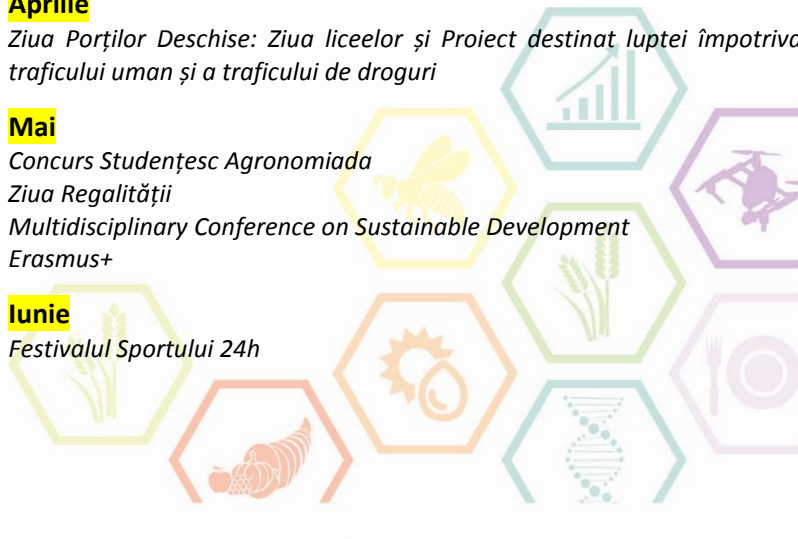 Aprilie
Ziua Porților Deschise: Ziua liceelor și Proiect destinat luptei împotriva
traficului uman și a traficului de droguri
Mai
Concurs Studențesc Agronomiada
Ziua Regalității
Multidisciplinary Conference on Sustainable Development
Erasmus+
Iunie
Festivalul Sportului 24h